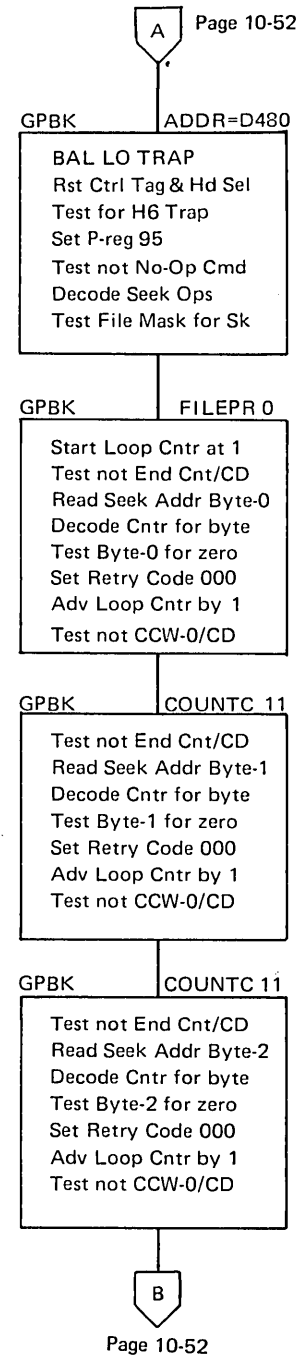 A
Page 10-52
GPBK ADDR=D480
BAL LO TRAP
Rst Ctrl Tag & Hd Sel
Test for H6 Trap
Set P-reg 95
Test not No-Op Cmd
Decode Seek Ops
Test File Mask for Sk
GPBK FILEPR 0
Start Loop Cntr at 1
Test not End Cnt/CD
Read Seek Addr Byte-0
Decode Cntr for byte
Test Byte-0 for zero
Set Retry Code 000
Adv Loop Cntr by 1
Test not CCW-0/CD
GPBK COUNTC 11
Test not End Cnt/CD
Read Seek Addr Byte-1
Decode Cntr for byte
Test Byte-1 for zero
Set Retry Code 000
Adv Loop Cntr by 1
Test not CCW-0/CD
GPBK COUNTC 11
Test not End Cnt/CD
Read Seek Addr Byte-2
Decode Cntr for byte
Test Byte-2 for zero
Set Retry Code 000
Adv Loop Cntr by 1
Test not CCW-0/CD
B
Page 10-52